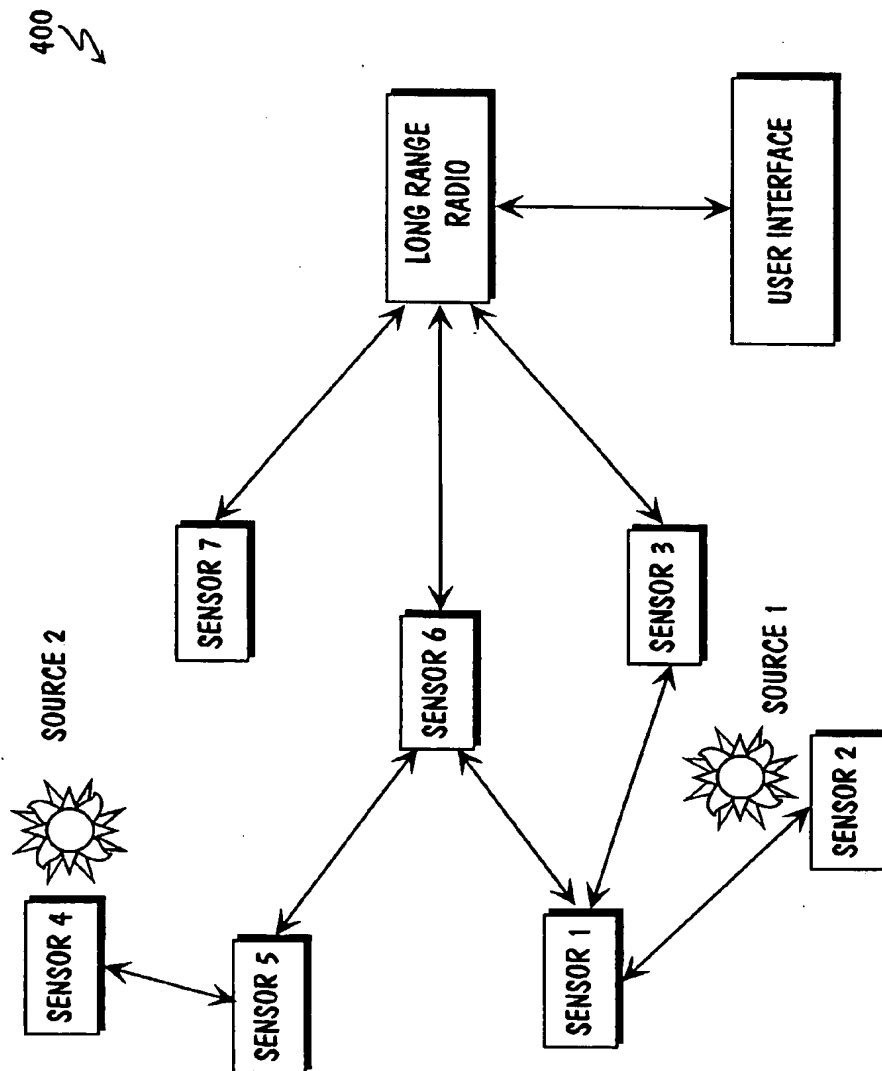 400
SOURCE 2
SENSOR 4
SENSOR 5
SENSOR 7
SENSOR 6
LONG RANGE
RADIO
SENSOR 1
SENSOR 3
SOURCE 1
SENSOR 2
USER INTERFACE